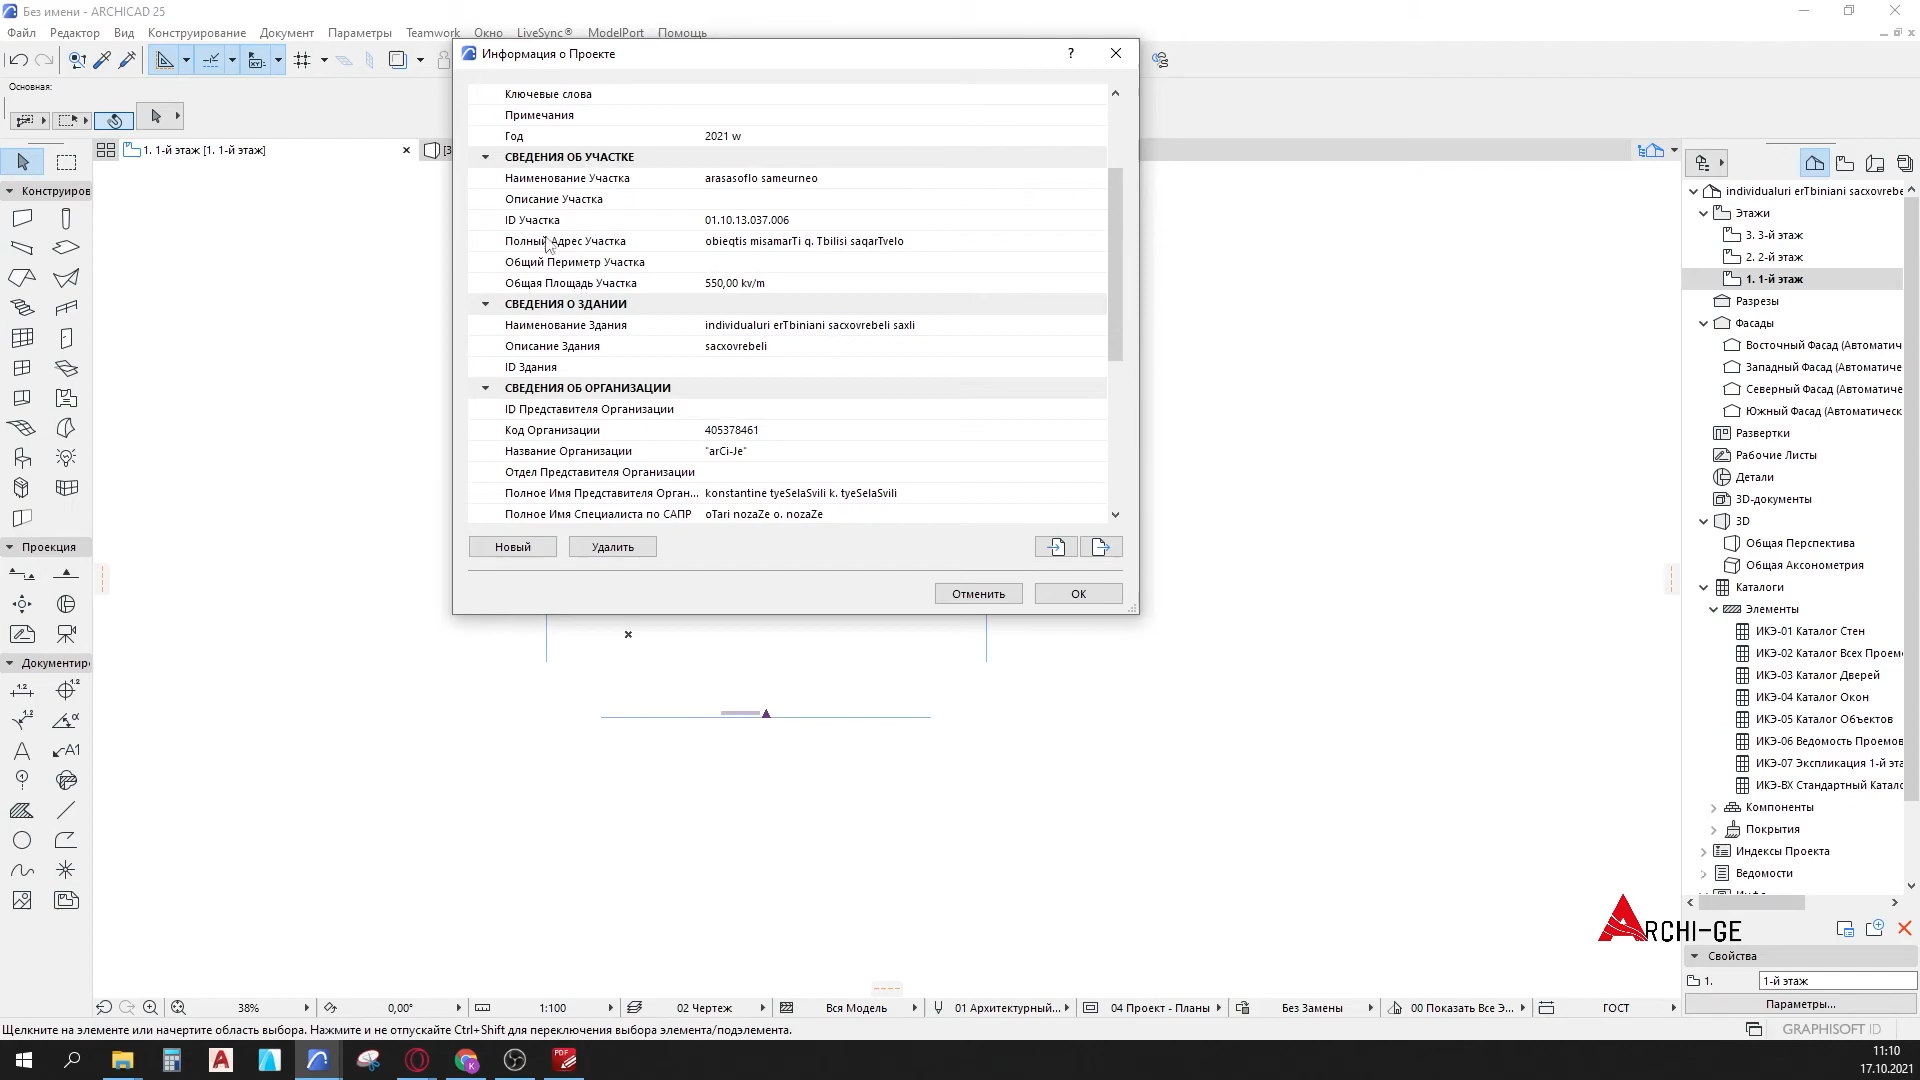 Без имени - ARCHICAD 25
Файл Редактор Вид Конструирование Документ Параметры Teamwork Окно LiveSync® ModelPort Помощь
Основная:
1. 1-й этаж [1. 1-й этаж]
[3
Информация о Проекте
?
Ключевые слова
Примечания
Год 2021 w
СВЕДЕНИЯ ОБ УЧАСТКЕ
Наименование Участка arasasoflo sameurneo
Описание Участка
ID Участка 01.10.13.037.006
Полный Адрес Участка obieqtis misamarTi q. Tbilisi saqarTvelo
Общий Периметр Участка
Общая Площадь Участка 550,00 kv/m
СВЕДЕНИЯ О ЗДАНИИ
Наименование Здания individualuri erTbiniani sacxovrebeli saxli
Описание Здания sacxovrebeli
ID Здания
СВЕДЕНИЯ ОБ ОРГАНИЗАЦИИ
ID Представителя Организации
Код Организации 405378461
Название Организации "arCi-Je"
Отдел Представителя Организации
Полное Имя Представителя Орган... konstantine tyeSelaSvili k. tyeSelaSvili
Полное Имя Специалиста по САПР oTari nozaZe o. nozaZe
Новый Удалить
Отменить OK
Конструиров
Проекция
Документир
1.2
1.2
1.2
α
A
A1
1
individualuri erTbiniani sacxovrebe
Этажи
3. 3-й этаж
2. 2-й этаж
1. 1-й этаж
Разрезы
Фасады
Восточный Фасад (Автоматич
Западный Фасад (Автоматиче
Северный Фасад (Автоматиче
Южный Фасад (Автоматическ
Развертки
Рабочие Листы
Детали
3D-документы
3D
Общая Перспектива
Общая Аксонометрия
Каталоги
Элементы
ИКЭ-01 Каталог Стен
ИКЭ-02 Каталог Всех Проем
ИКЭ-03 Каталог Дверей
ИКЭ-04 Каталог Окон
ИКЭ-05 Каталог Объектов
ИКЭ-06 Ведомость Проемов
ИКЭ-07 Экспликация 1-й эта
ИКЭ-ВХ Стандартный Катало
Компоненты
Покрытия
Индексы Проекта
Ведомости
ARCHI-GE
Свойства
1. 1-й этаж
Параметры...
38% 0,00° 1:100 02 Чертеж Вся Модель 01 Архитектурный... 04 Проект - Планы Без Замены 00 Показать Все Э... ГОСТ
Щелкните на элементе или начертите область выбора. Нажмите и не отпускайте Ctrl+Shift для переключения выбора элемента/подэлемента.
GRAPHISOFT ID
A
K
PDF
11:10
17.10.2021